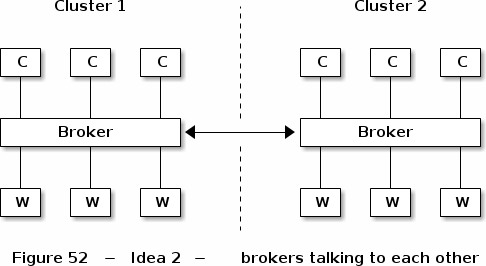 Cluster 1 Cluster 2
C C C C C C
Broker Broker
W W W W W W
Figure 52 − Idea 2 − brokers talking to each other